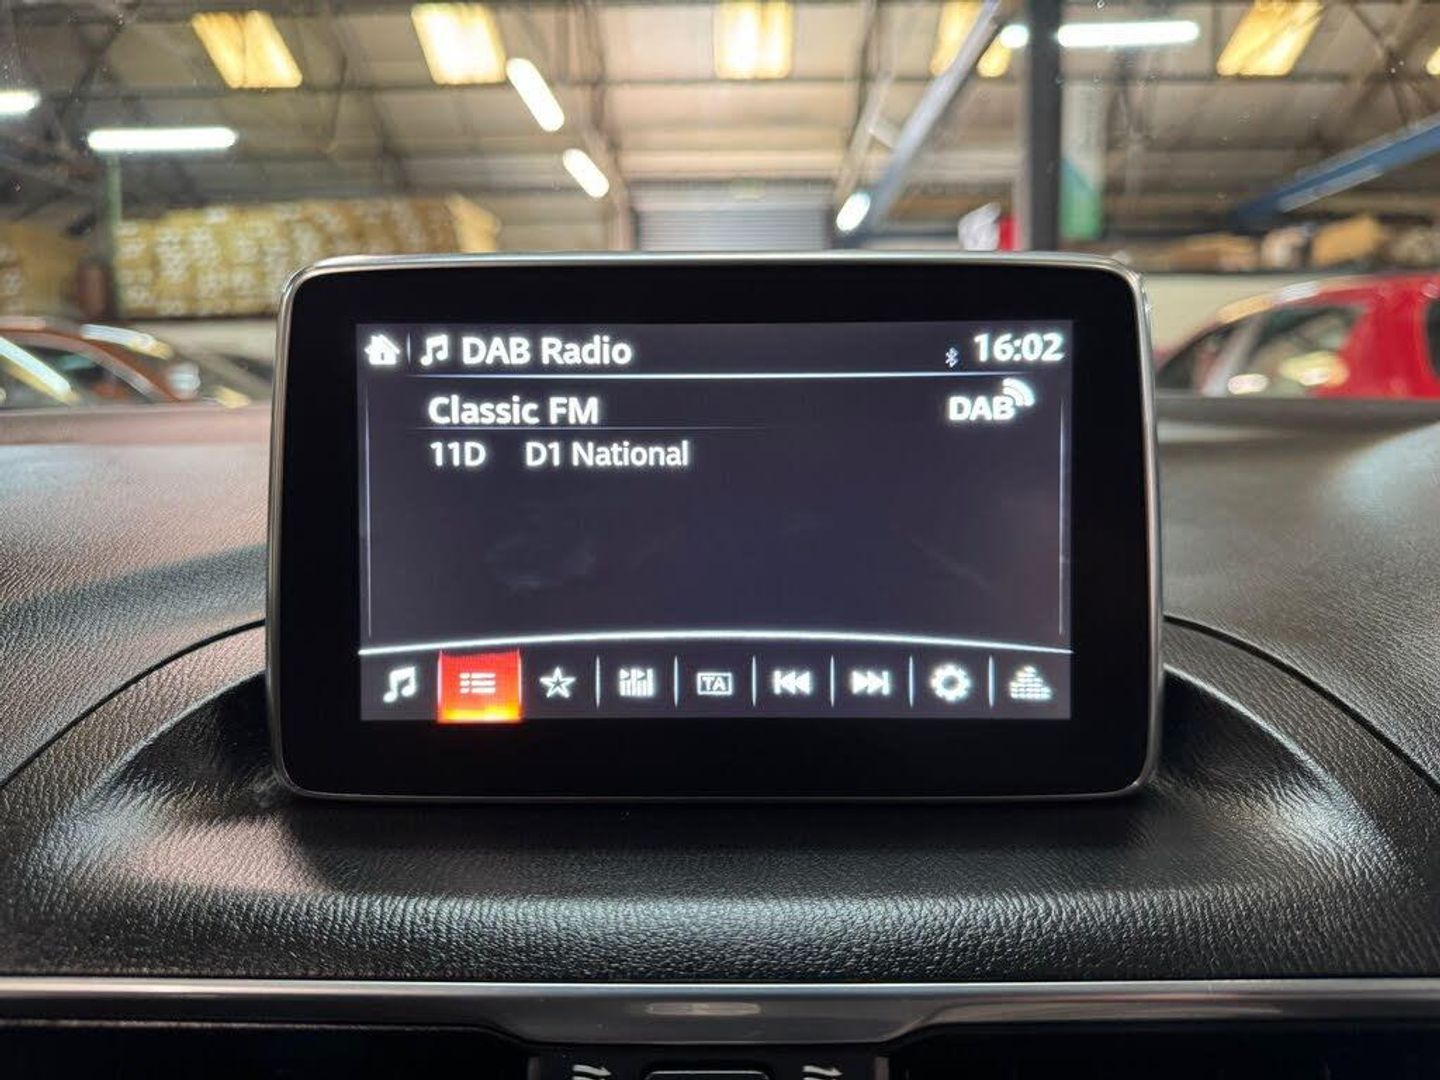 DAB Radio 16:02
Classic FM DAB
11D D1 National
TA